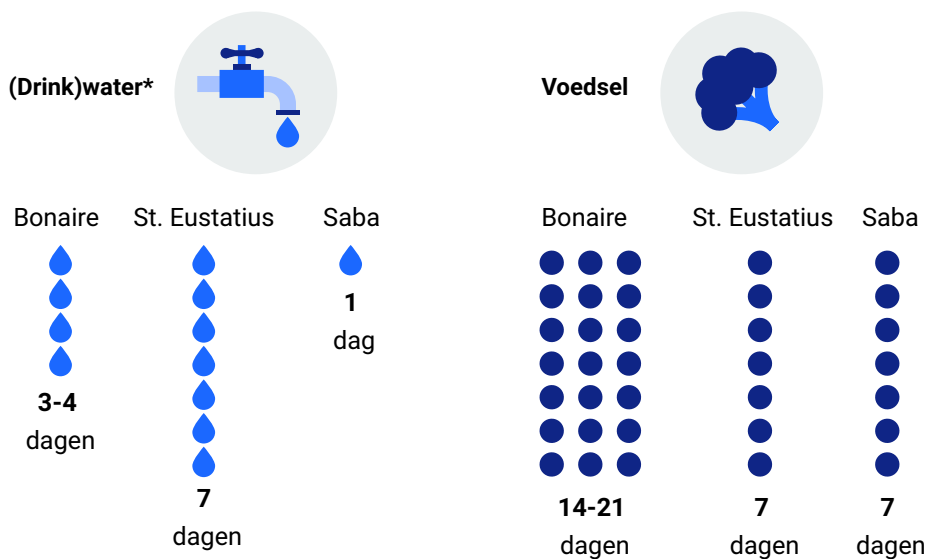 (Drink)water*
Bonaire
3-4
dagen
St. Eustatius
7
dagen
Saba
1
dag
Voedsel
Bonaire
14-21
dagen
St. Eustatius
7
dagen
Saba
7
dagen